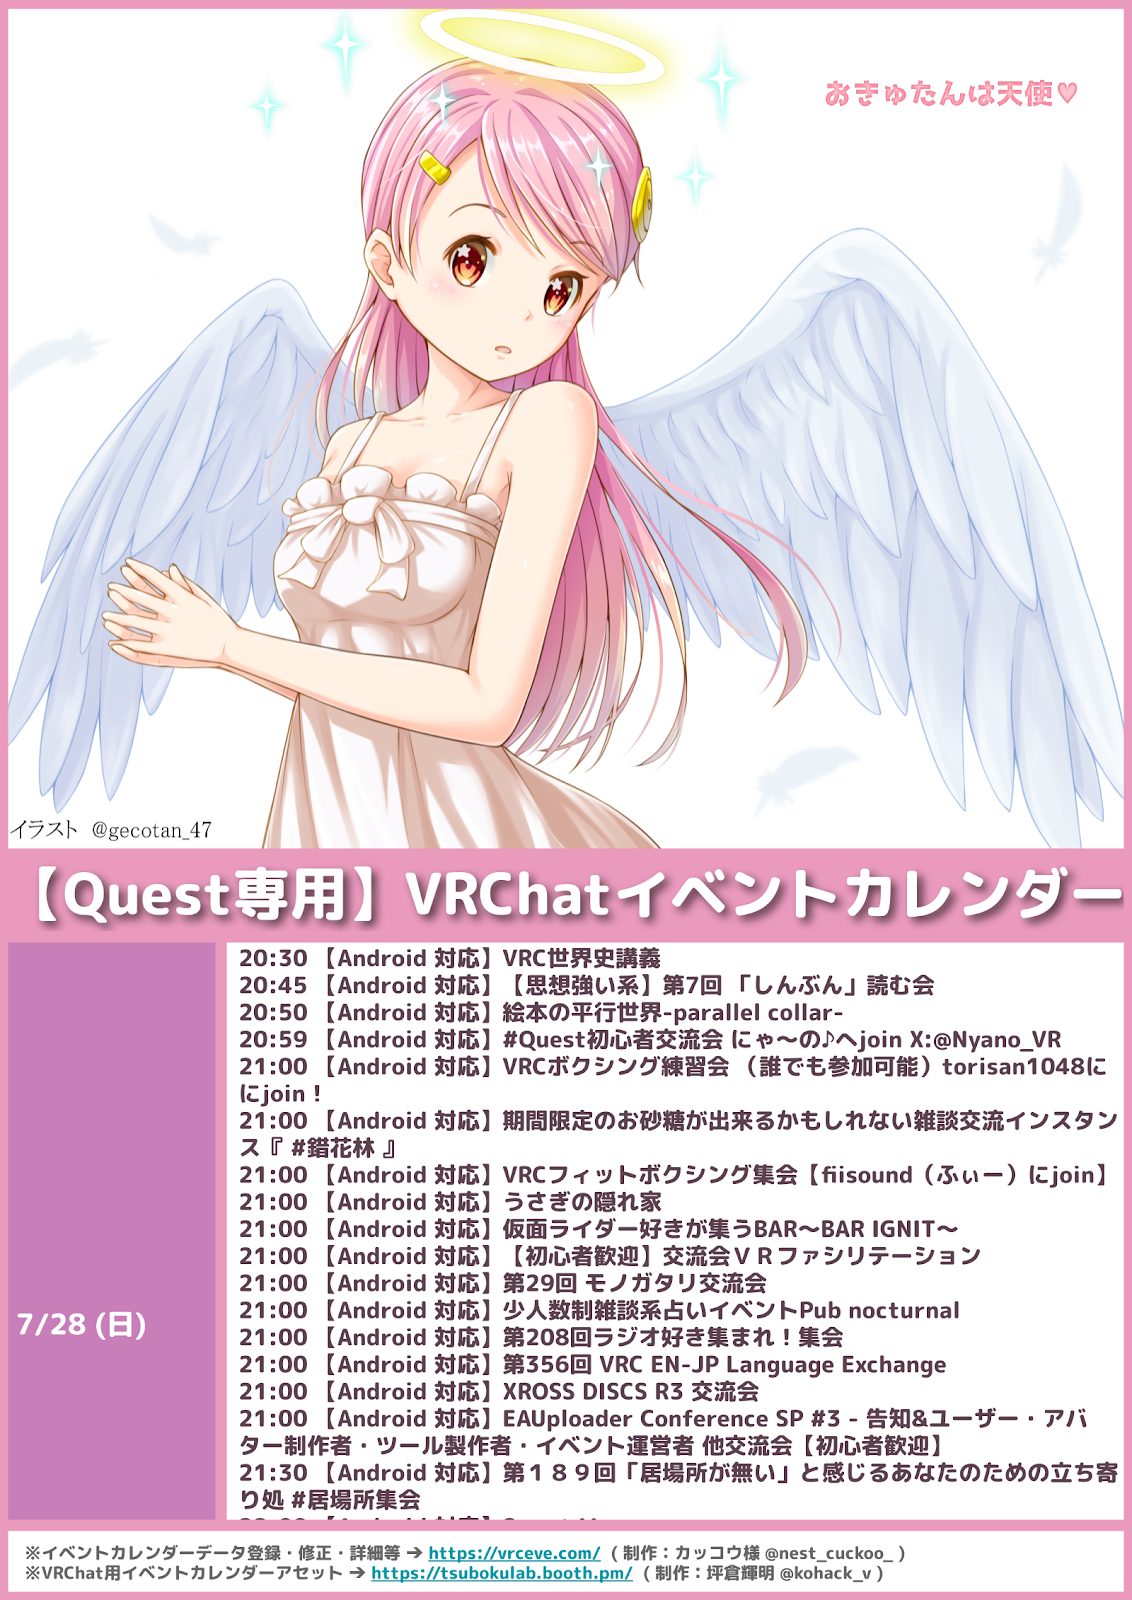 おきゅたんは天使♥
イラスト @gecotan_47
【Quest専用】VRChatイベントカレンダー
7/28 (日)
20:30 【Android 対応】VRC世界史講義
20:45 【Android 対応】【思想強い系】第7回 「しんぶん」読む会
20:50 【Android 対応】絵本の平行世界-parallel collar-
20:59 【Android 対応】#Quest初心者交流会 にゃ～の♪へjoin X:@Nyano_VR
21:00 【Android 対応】VRCボクシング練習会 （誰でも参加可能）torisan1048に
にjoin！
21:00 【Android 対応】期間限定のお砂糖が出来るかもしれない雑談交流インスタン
ス『 #錯花林 』
21:00 【Android 対応】VRCフィットボクシング集会【fiisound（ふぃー）にjoin】
21:00 【Android 対応】うさぎの隠れ家
21:00 【Android 対応】仮面ライダー好きが集うBAR～BAR IGNIT～
21:00 【Android 対応】【初心者歓迎】交流会ＶＲファシリテーション
21:00 【Android 対応】第29回 モノガタリ交流会
21:00 【Android 対応】少人数制雑談系占いイベントPub nocturnal
21:00 【Android 対応】第208回ラジオ好き集まれ！集会
21:00 【Android 対応】第356回 VRC EN-JP Language Exchange
21:00 【Android 対応】XROSS DISCS R3 交流会
21:00 【Android 対応】EAUploader Conference SP #3 - 告知&ユーザー・アバ
ター制作者・ツール製作者・イベント運営者 他交流会【初心者歓迎】
21:30 【Android 対応】第１８９回「居場所が無い」と感じるあなたのための立ち寄
り処 #居場所集会
※イベントカレンダーデータ登録・修正・詳細等 → https://vrceve.com/ （制作：カッコウ様 @nest_cuckoo_ ）
※VRChat用イベントカレンダーアセット → https://tsubokulab.booth.pm/ （制作：坪倉輝明 @kohack_v ）